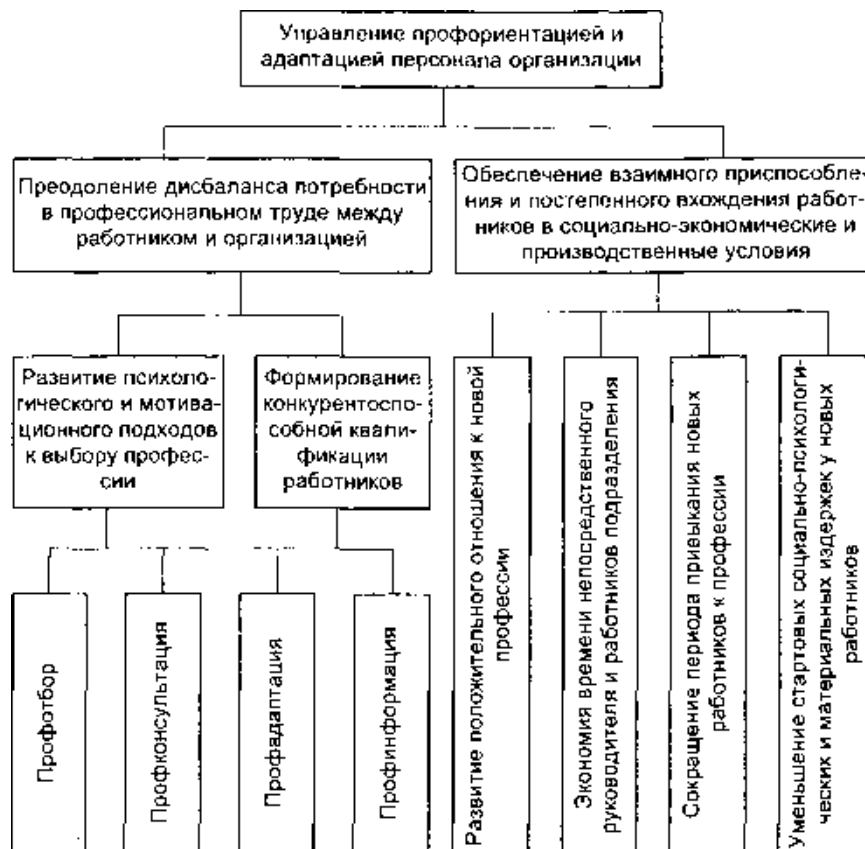 Управление профориентацией и
адаптацией персонала организации
Преодоление дисбаланса потребности
в профессиональном труде между
работником и организацией
Обеспечение взаимного приспособле-
ния и постепенного вхождения работ-
ников в социально-экономические и
производственные условия
Развитие психоло-
гического и мотива-
ционного подходов
к выбору профес-
сии
Формирование
конкурентоспо-
собной квали-
фикации
работников
Профотбор
Профконсультация
Профадаптация
Профинформация
Развитие положительного отношения к новой
профессии
Экономия времени непосредственного
руководителя и работников подразделения
Сокращение периода привыкания новых
работников к профессии
Уменьшение стартовых социально-психологи-
ческих и материальных издержек у новых
работников